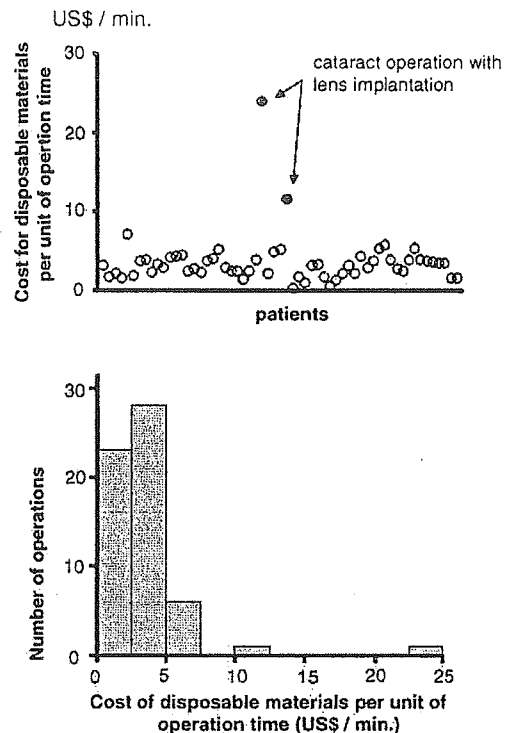 US$ / min.
Cost for disposable materials
per unit of opertion time
30
20
10
0
cataract operation with
lens implantation
patients
Number of operations
30
20
10
0
0 5 10 15 20 25
Cost of disposable materials per unit of
operation time (US$ / min.)